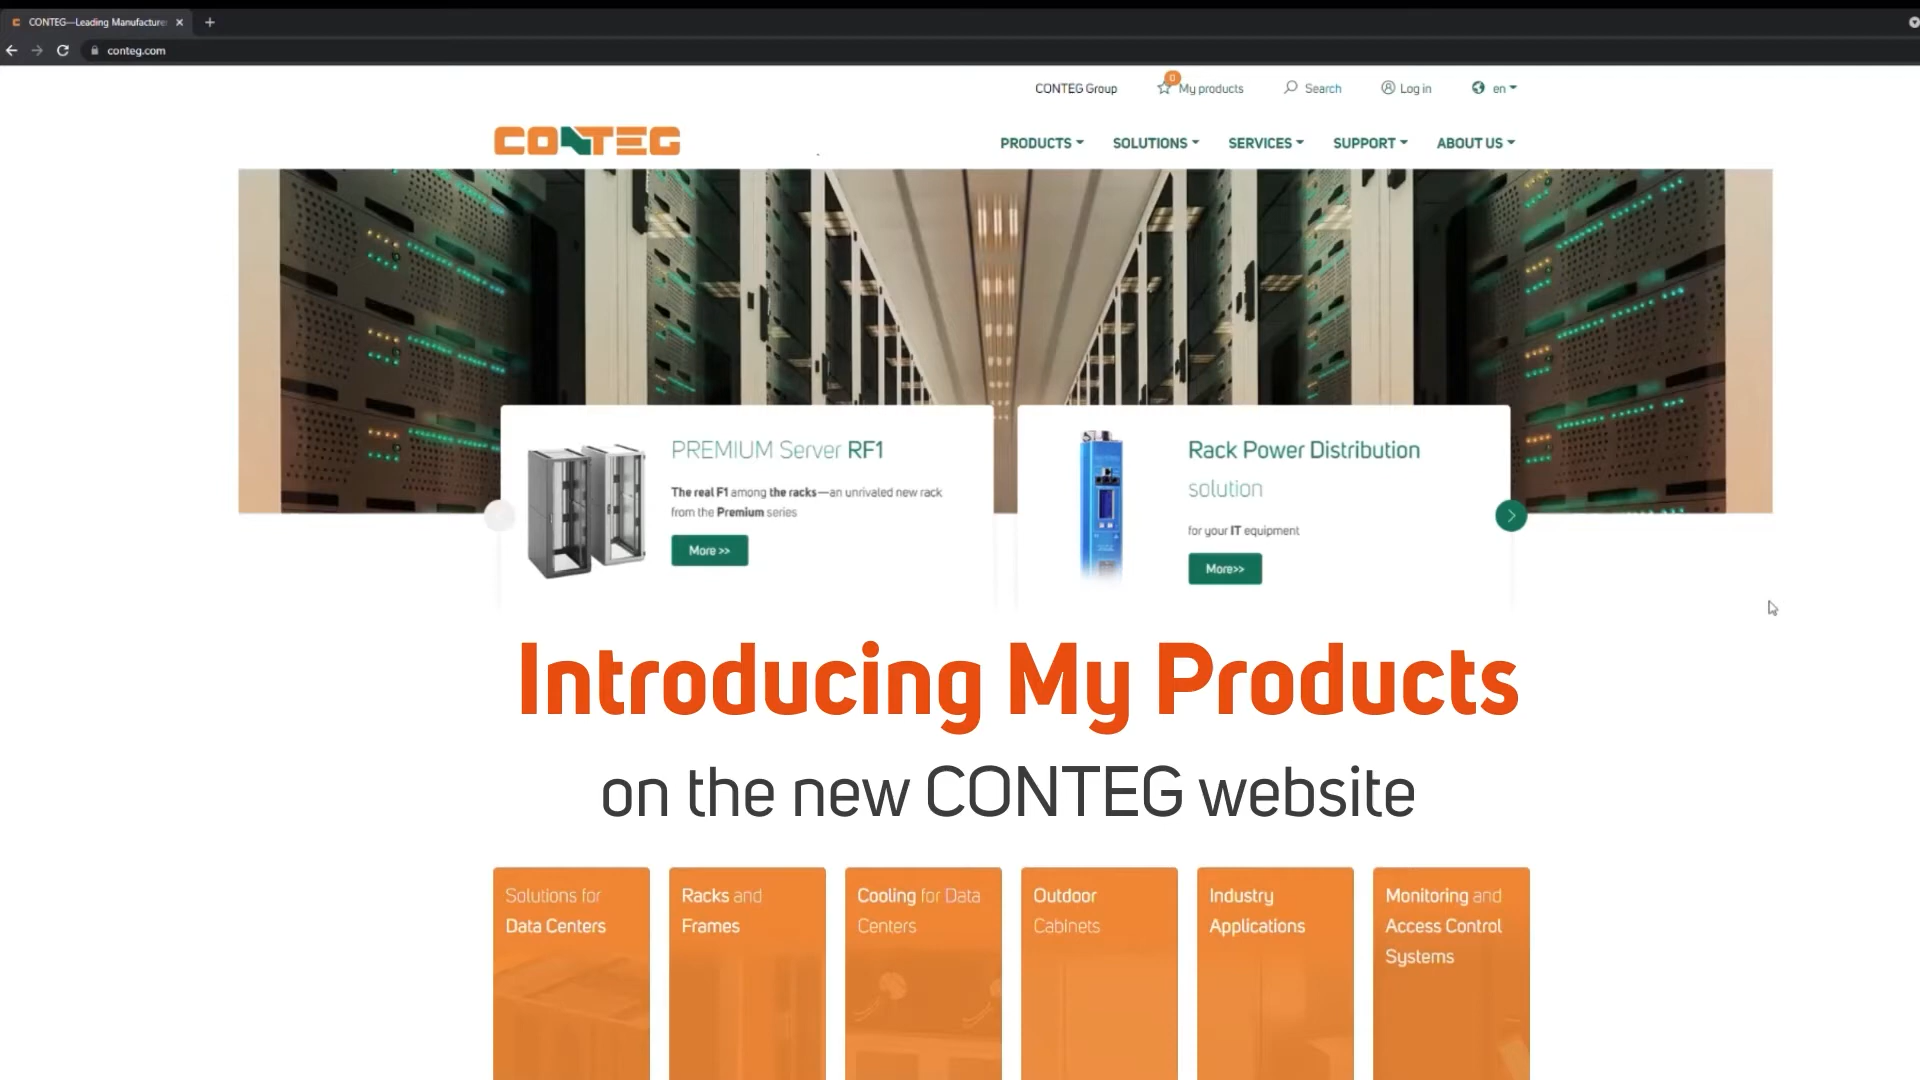 CONTEG—Leading Manufacturer
conteg.com
CONTEG Group
0
My products
Search
Log in
en
CONTEG
PRODUCTS
SOLUTIONS
SERVICES
SUPPORT
ABOUT US
PREMIUM Server RF1
The real F1 among the racks—an unrivaled new rack
from the Premium series
More >>
Rack Power Distribution
solution
for your IT equipment
More>>
Introducing My Products
on the new CONTEG website
Solutions for
Data Centers
Racks and
Frames
Cooling for Data
Centers
Outdoor
Cabinets
Industry
Applications
Monitoring and
Access Control
Systems